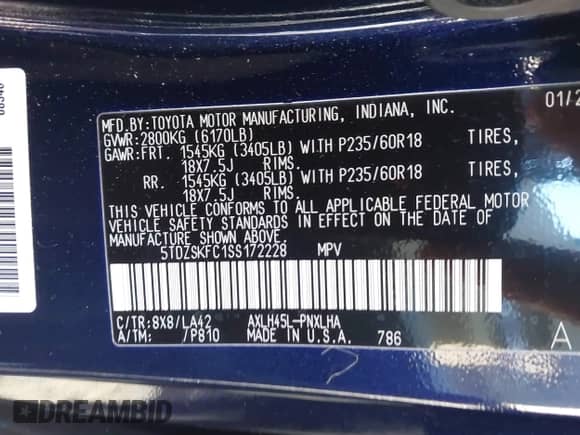 MFD.BY:TOYOTA MOTOR MANUFACTURING, INDIANA, INC. 01/2
GVWR:2800KG (6170LB)
GAWR:FRT. 1545KG (3405LB) WITH P235/60R18 TIRES,
18X7.5J RIMS.
RR. 1545KG (3405LB) WITH P235/60R18 TIRES,
18X7.5J RIMS.
THIS VEHICLE CONFORMS TO ALL APPLICABLE FEDERAL MOTOR
VEHICLE SAFETY STANDARDS IN EFFECT ON THE DATE OF
MANUFACTURE SHOWN ABOVE.
5TDZSKFC1SS172228 MPV
C/TR:8X8/LA42 AXLH45L-PNXLHA
A/TM: /P810 MADE IN U.S.A. 786 A
DREAMBID